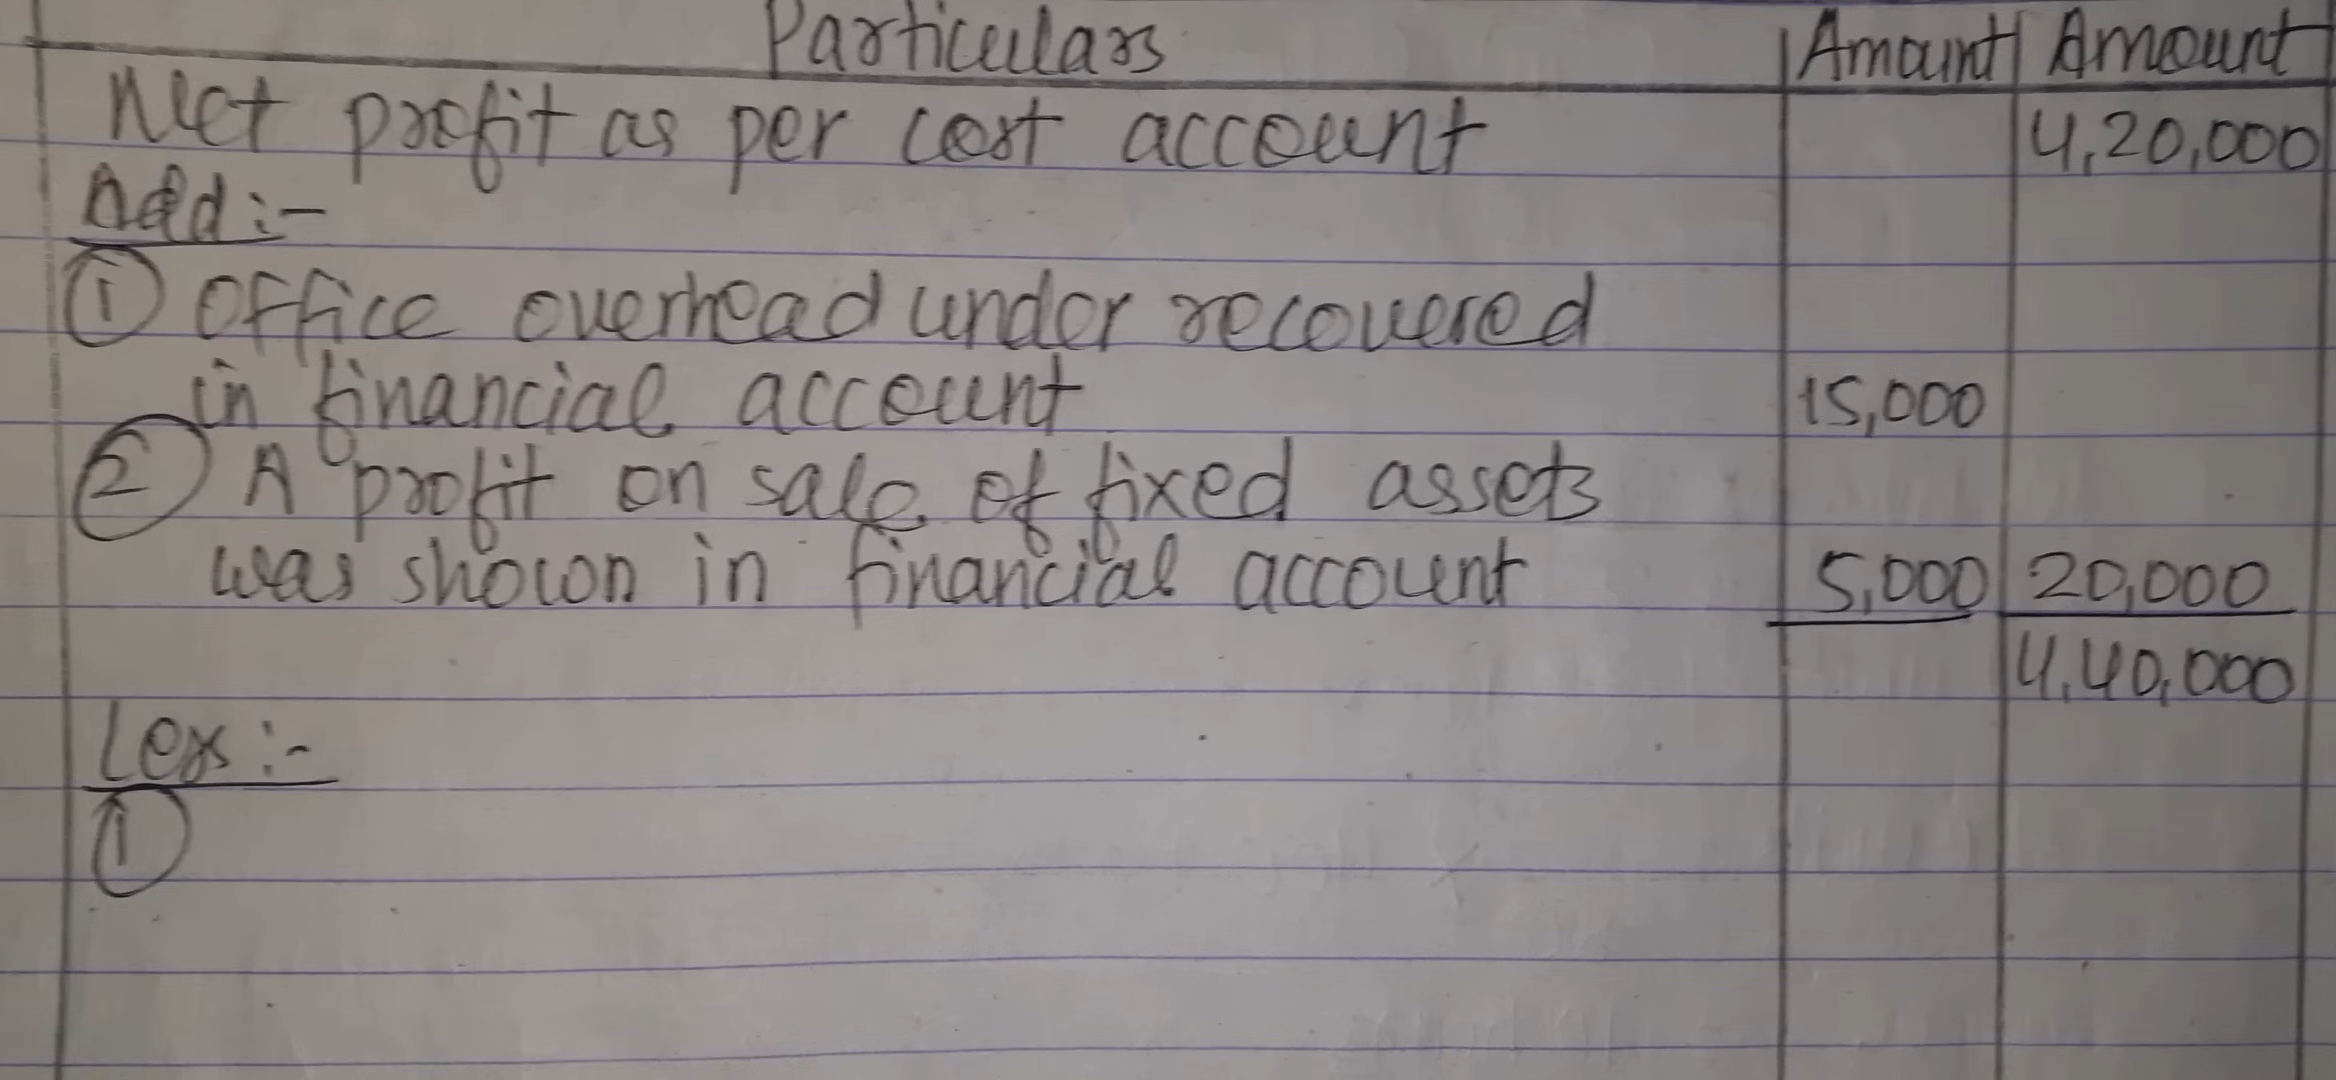 Particulars Amount Amount
Net profit as per cost account 4,20,000
Add:-
① Office overhead under recovered
in financial account 15,000
② A profit on sale of fixed assets
was shown in financial account 5,000 20,000
4,40,000
Less:-
①